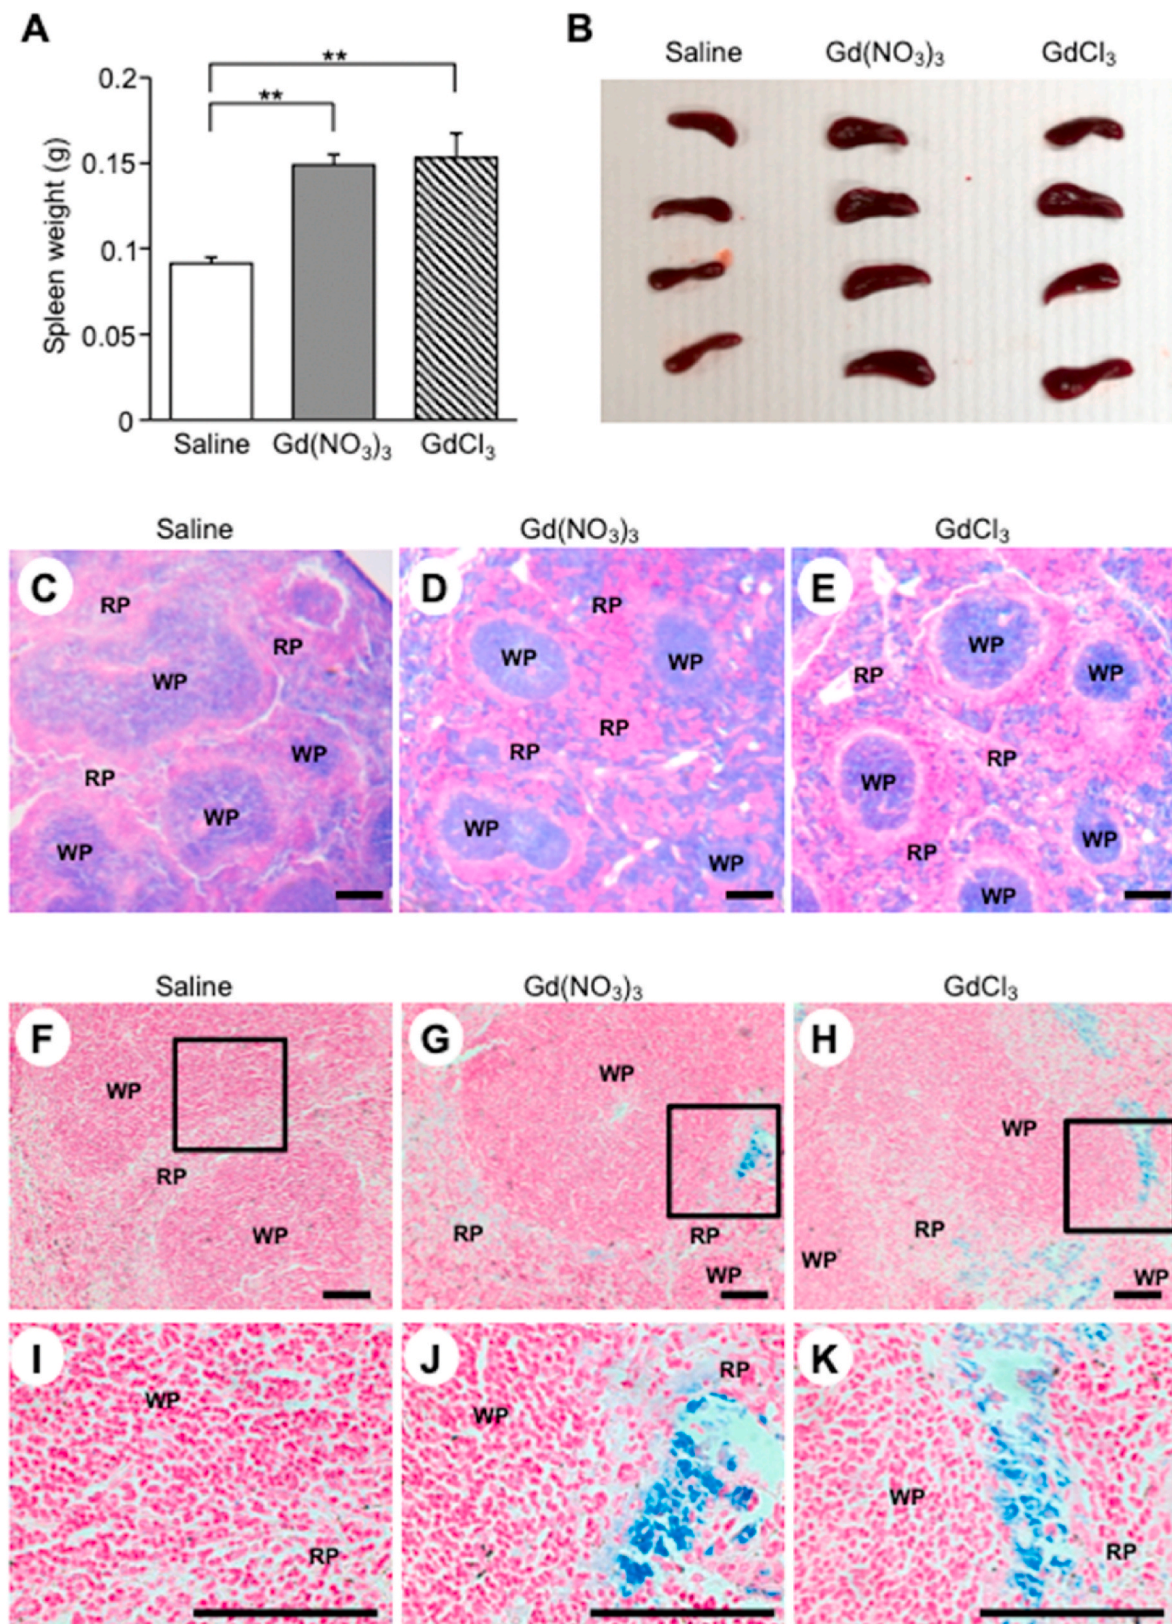 A
B
**
**
0.2
0.15
0.1
0.05
0
Spleen weight (g)
Saline
Gd(NO₃)₃
GdCl₃
Saline
Gd(NO₃)₃
GdCl₃
Saline
Gd(NO₃)₃
GdCl₃
C
RP
RP
WP
WP
RP
WP
WP
D
RP
WP
WP
RP
RP
WP
WP
E
WP
WP
RP
RP
WP
WP
RP
WP
Saline
Gd(NO₃)₃
GdCl₃
F
WP
RP
WP
G
WP
RP
RP
WP
H
WP
RP
WP
WP
I
WP
RP
J
RP
WP
K
WP
RP